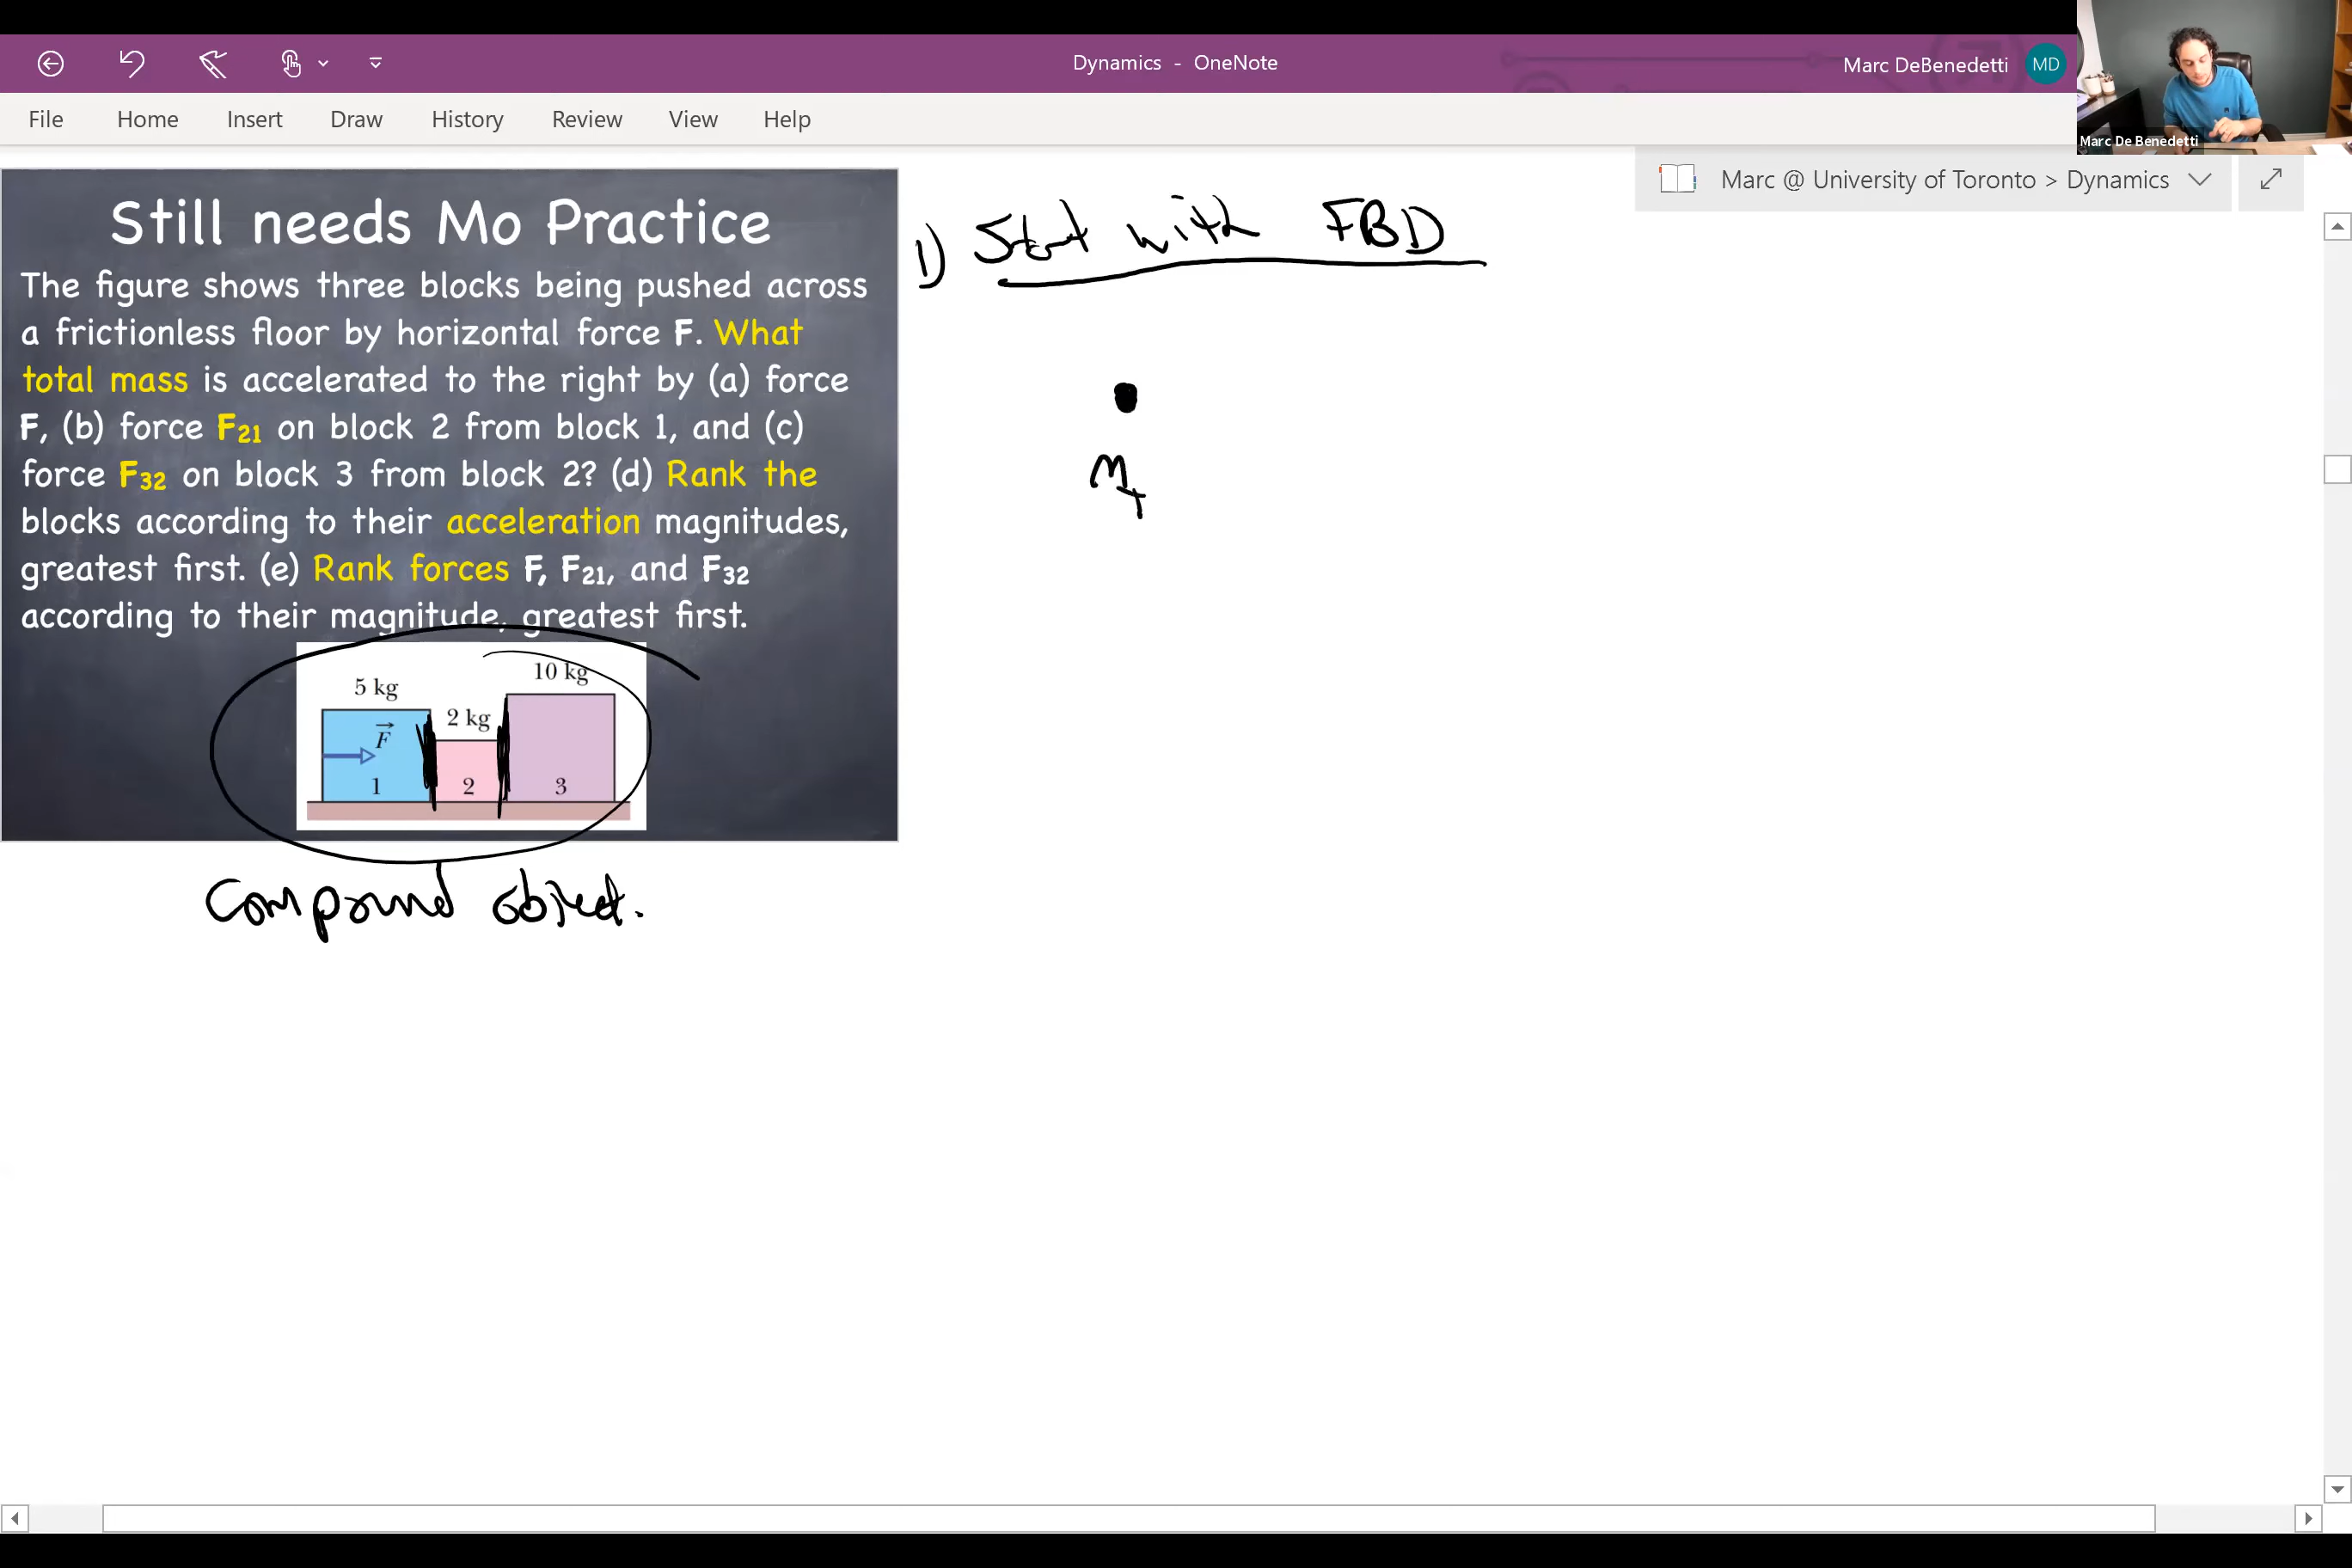 Dynamics - OneNote
Marc DeBenedetti
MD
Marc De Benedetti
File Home Insert Draw History Review View Help
Marc @ University of Toronto > Dynamics
Still needs Mo Practice
The figure shows three blocks being pushed across
a frictionless floor by horizontal force F. What
total mass is accelerated to the right by (a) force
F, (b) force F21 on block 2 from block 1, and (c)
force F32 on block 3 from block 2? (d) Rank the
blocks according to their acceleration magnitudes,
greatest first. (e) Rank forces F, F21, and F32
according to their magnitude, greatest first.
10 kg
5 kg
2 kg
F
1 2 3
Compound object.
1) Start with FBD
MT